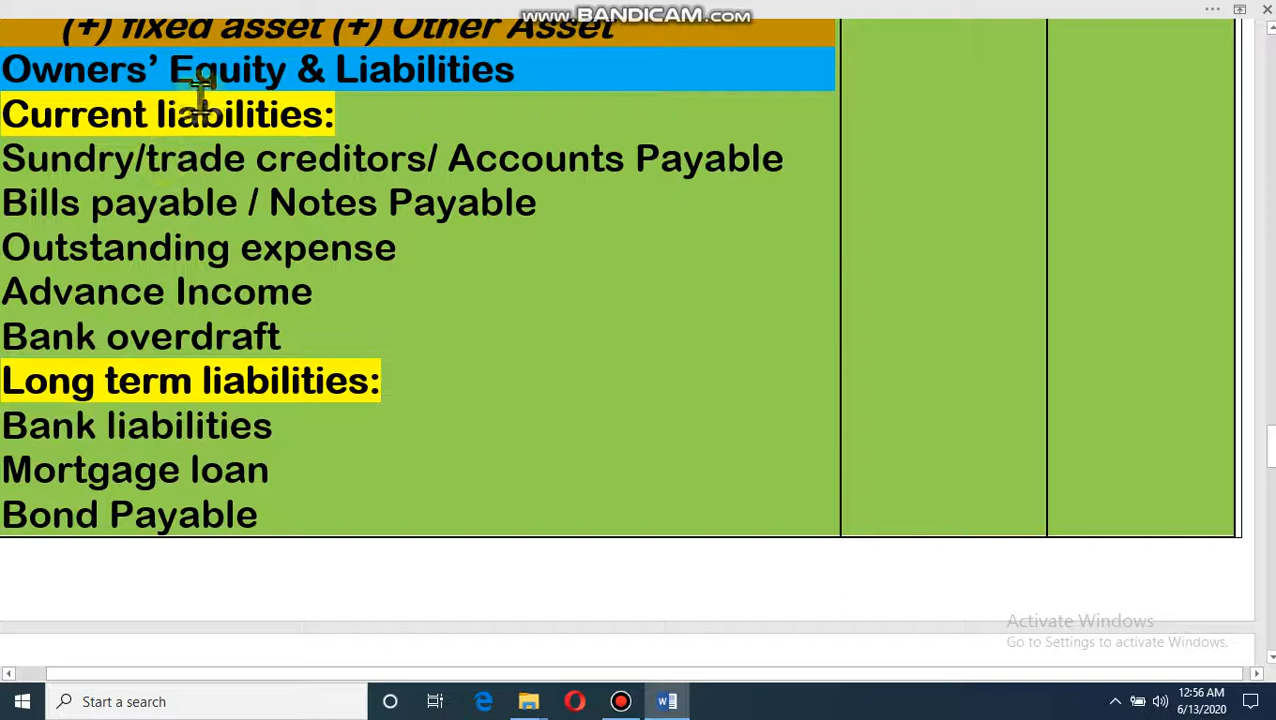 www.BANDICAM.com
(+) fixed asset (+) Other Asset
Owners’ Equity & Liabilities
Current liabilities:
Sundry/trade creditors/ Accounts Payable
Bills payable / Notes Payable
Outstanding expense
Advance Income
Bank overdraft
Long term liabilities:
Bank liabilities
Mortgage loan
Bond Payable
Activate Windows
Go to Settings to activate Windows.
Start a search
12:56 AM
6/13/2020